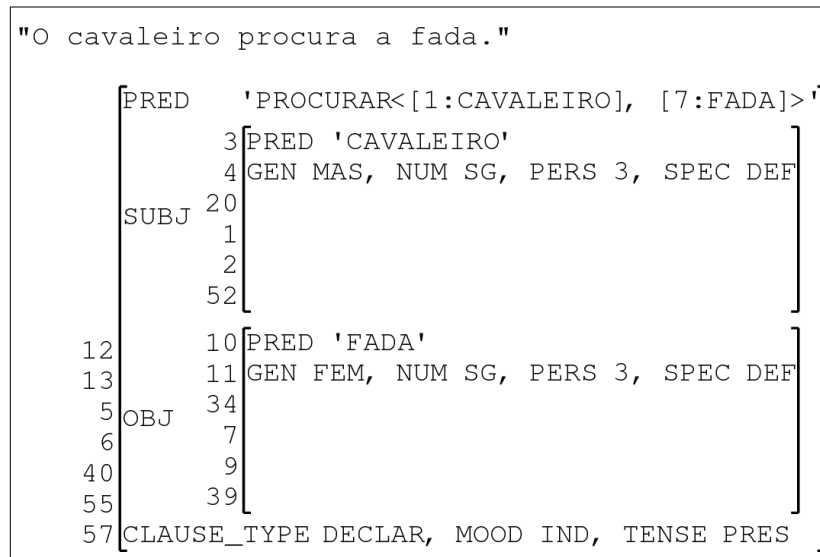 "O cavaleiro procura a fada."
PRED 'PROCURAR<[1:CAVALEIRO], [7:FADA]>'
3 PRED 'CAVALEIRO'
4 GEN MAS, NUM SG, PERS 3, SPEC DEF
SUBJ 20
1
2
52
12 10 PRED 'FADA'
13 11 GEN FEM, NUM SG, PERS 3, SPEC DEF
5 OBJ 34
6 7
40 9
55 39
57 CLAUSE_TYPE DECLAR, MOOD IND, TENSE PRES